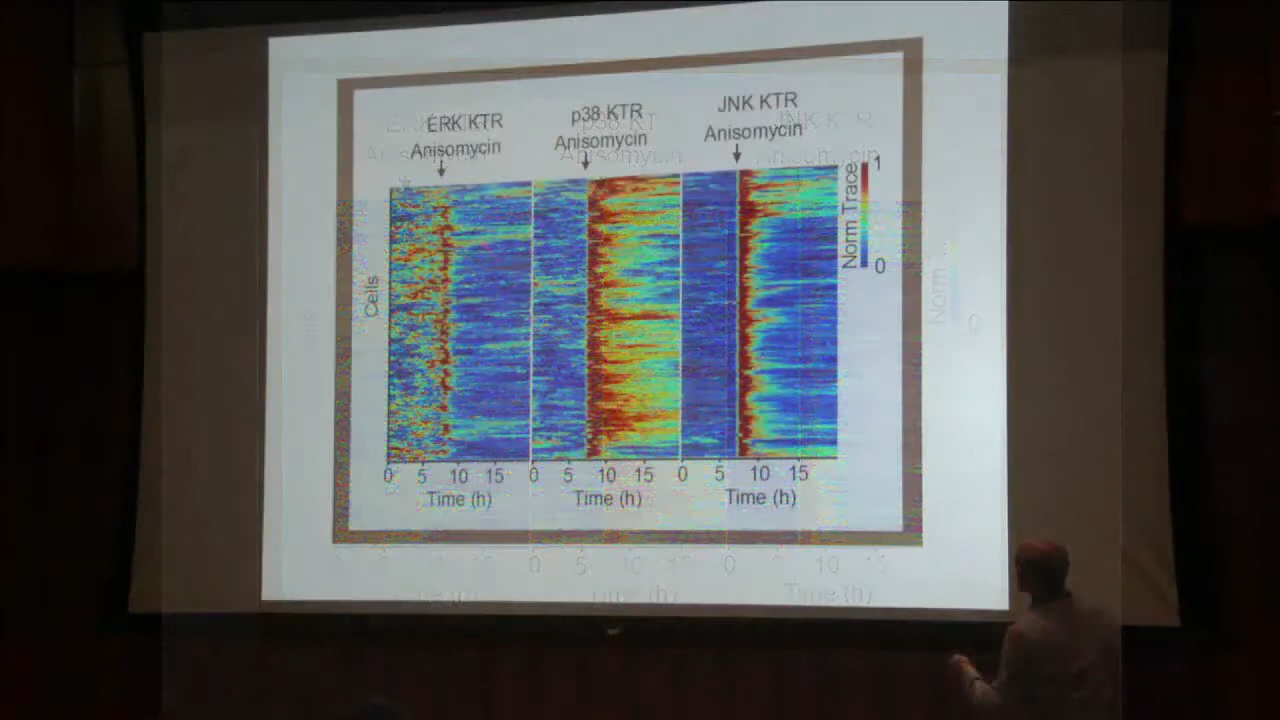 ERK KTR
Anisomycin
p38 KTR
Anisomycin
JNK KTR
Anisomycin
Cells
0 5 10 15
Time (h)
0 5 10 15
Time (h)
0 5 10 15
Time (h)
Norm Trace
1
0